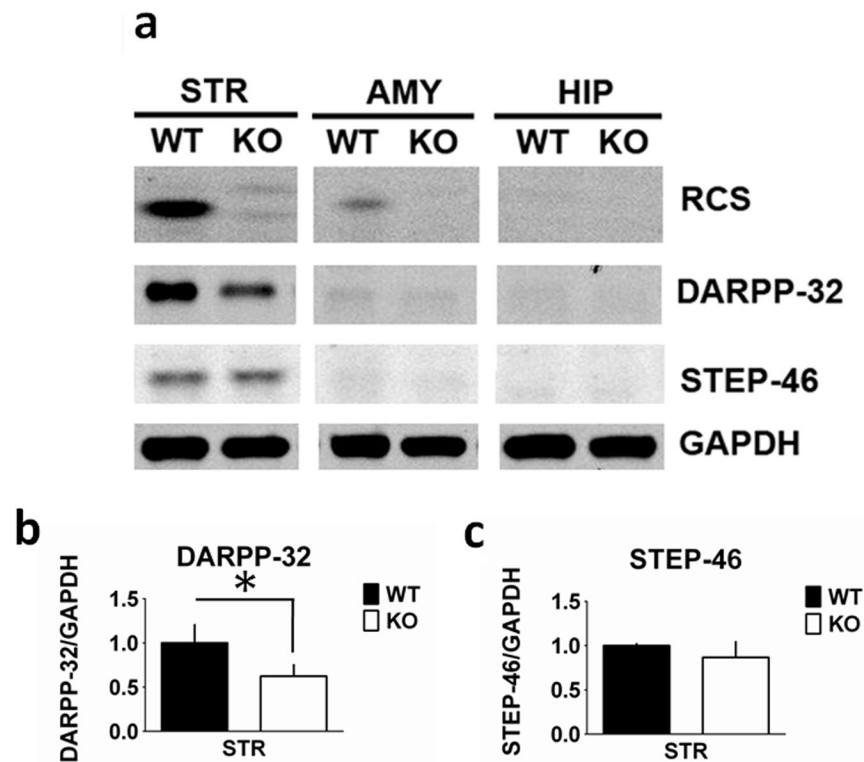 a
STR AMY HIP
WT KO WT KO WT KO
RCS
DARPP-32
STEP-46
GAPDH
b
DARPP-32
*
DARPP-32/GAPDH
1.5
1.0
0.5
0.0
STR
WT
KO
c
STEP-46
STEP-46/GAPDH
1.5
1.0
0.5
0.0
STR
WT
KO